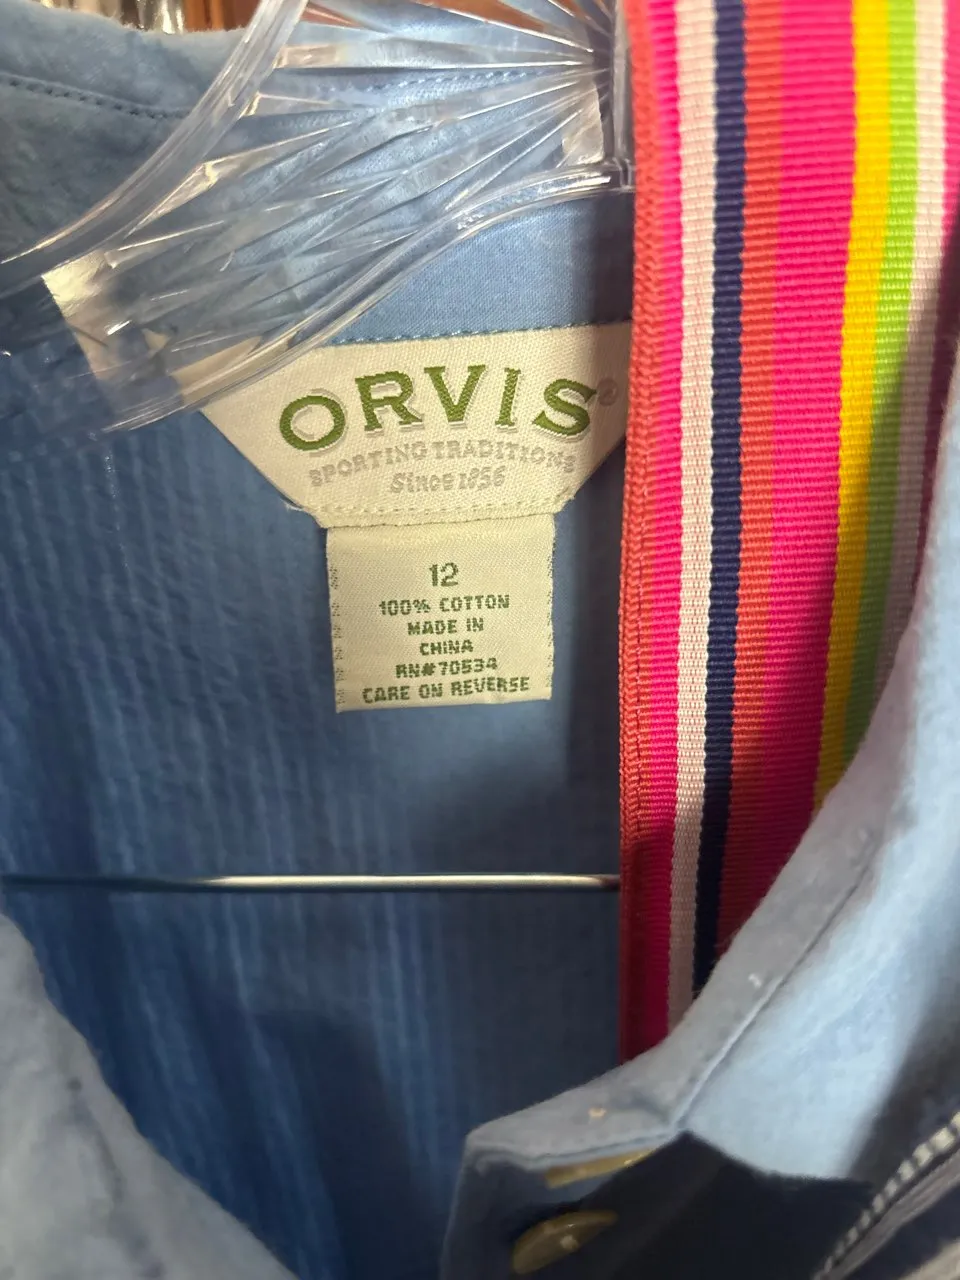 ORVIS®
SPORTING TRADITIONS
Since 1856
12
100% COTTON
MADE IN
CHINA
RN#70534
CARE ON REVERSE